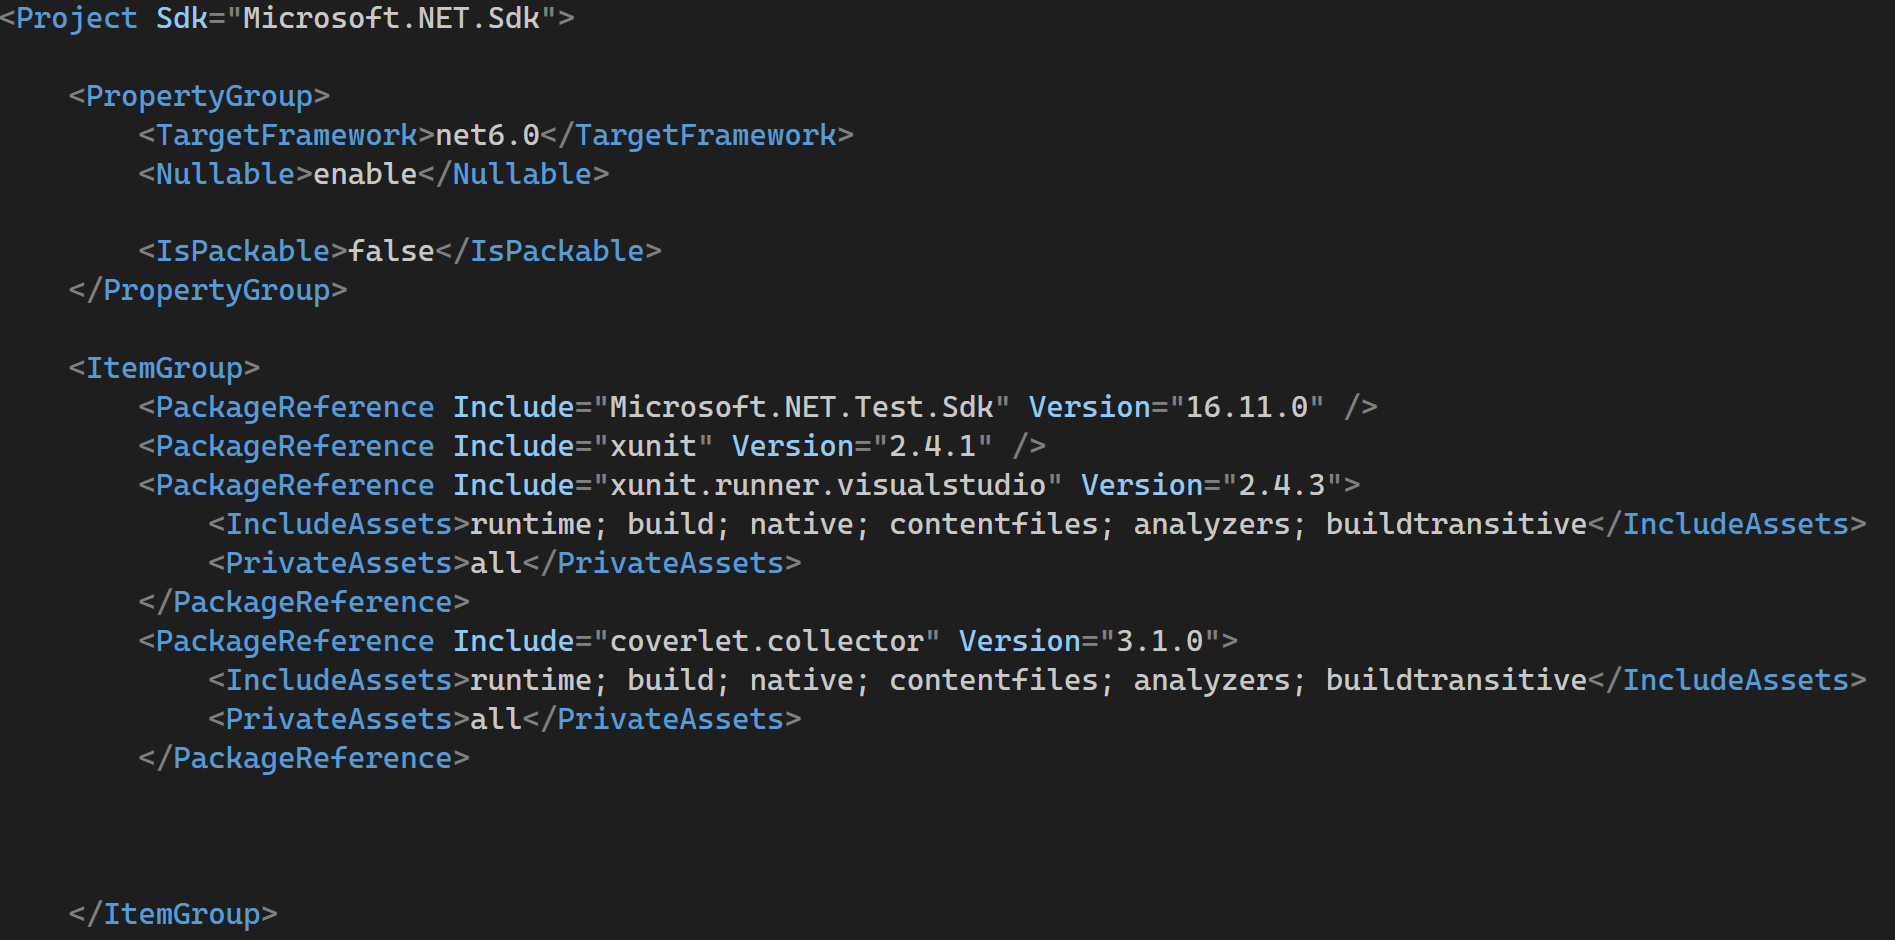 <Project Sdk="Microsoft.NET.Sdk">
<PropertyGroup>
<TargetFramework>net6.0</TargetFramework>
<Nullable>enable</Nullable>
<IsPackable>false</IsPackable>
</PropertyGroup>
<ItemGroup>
<PackageReference Include="Microsoft.NET.Test.Sdk" Version="16.11.0" />
<PackageReference Include="xunit" Version="2.4.1" />
<PackageReference Include="xunit.runner.visualstudio" Version="2.4.3">
<IncludeAssets>runtime; build; native; contentfiles; analyzers; buildtransitive</IncludeAssets>
<PrivateAssets>all</PrivateAssets>
</PackageReference>
<PackageReference Include="coverlet.collector" Version="3.1.0">
<IncludeAssets>runtime; build; native; contentfiles; analyzers; buildtransitive</IncludeAssets>
<PrivateAssets>all</PrivateAssets>
</PackageReference>
</ItemGroup>